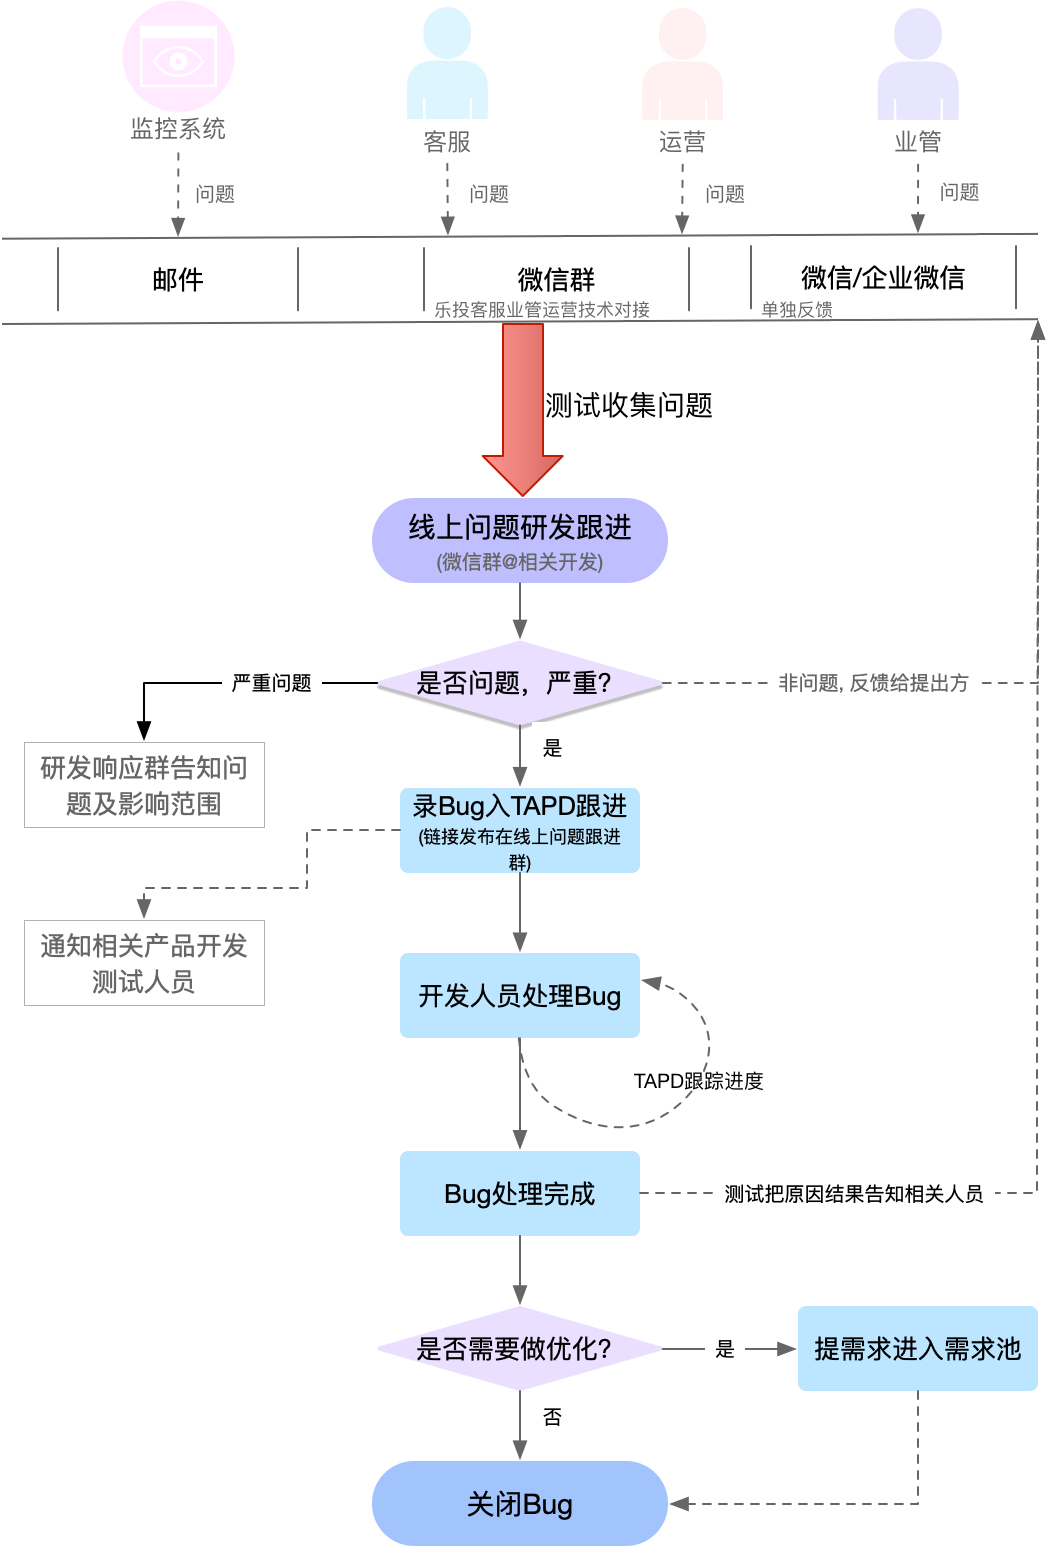 监控系统
客服
运营
业管
问题
问题
问题
问题
邮件
微信群
乐投客服业管运营技术对接
微信/企业微信
单独反馈
测试收集问题
线上问题研发跟进
(微信群@相关开发)
是否问题，严重?
严重问题
非问题, 反馈给提出方
研发响应群告知问
题及影响范围
是
录Bug入TAPD跟进
(链接发布在线上问题跟进
群)
通知相关产品开发
测试人员
开发人员处理Bug
TAPD跟踪进度
Bug处理完成
测试把原因结果告知相关人员
是否需要做优化?
是
提需求进入需求池
否
关闭Bug